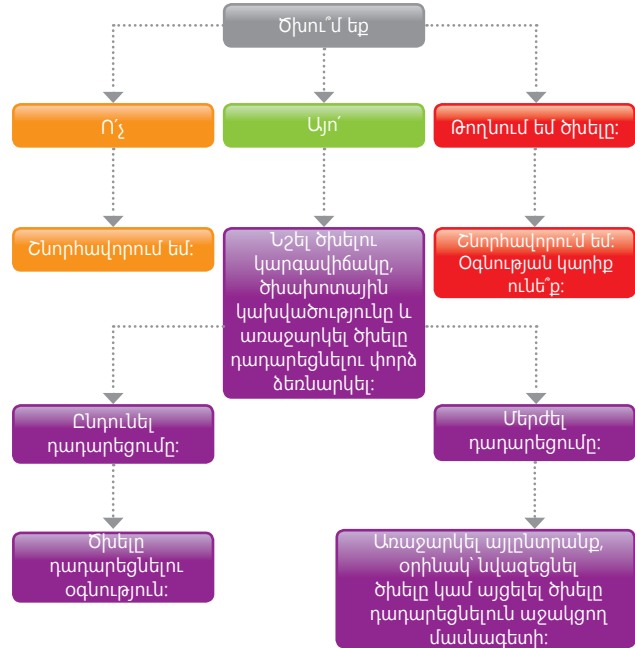 Ծխու՞մ եք
Ո՛չ
Այո՛
Թողնում եմ ծխելը:
Շնորհավորում եմ:
Նշել ծխելու
կարգավիճակը,
ծխախոտային
կախվածությունը և
առաջարկել ծխելը
դադարեցնելու փորձ
ձեռնարկել:
Շնորհավորու՛մ եմ:
Օգնության կարիք
ունե՞ք:
Ընդունել
դադարեցումը:
Մերժել
դադարեցումը:
Ծխելը
դադարեցնելու
օգնություն:
Առաջարկել այլընտրանք,
օրինակ՝ նվազեցնել
ծխելը կամ այցելել ծխելը
դադարեցնելուն աջակցող
մասնագետի: